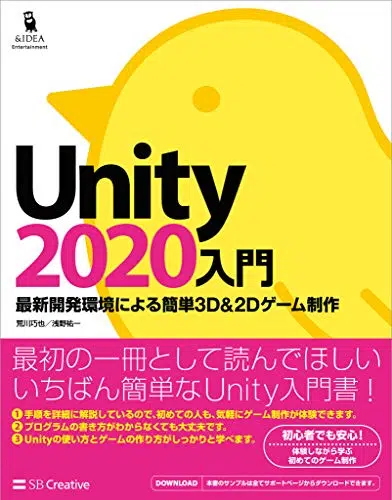 &IDEA
Entertainment
Unity
2020入門
最新開発環境による簡単3D&2Dゲーム制作
荒川巧也／浅野祐一
最初の一冊として読んでほしい
いちばん簡単なUnity入門書！
1 手順を詳細に解説しているので、初めての人も、気軽にゲーム制作が体験できます。
2 プログラムの書き方がわからなくても大丈夫です。
3 Unityの使い方とゲームの作り方がしっかりと学べます。
初心者でも安心！
体験しながら学ぶ
初めてのゲーム制作
SB Creative
DOWNLOAD 本書のサンプルは全てサポートページからダウンロードできます。